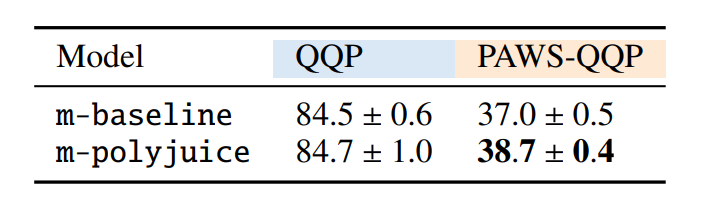 Model QQP PAWS-QQP
m-baseline 84.5 ± 0.6 37.0 ± 0.5
m-polyjuice 84.7 ± 1.0 38.7 ± 0.4